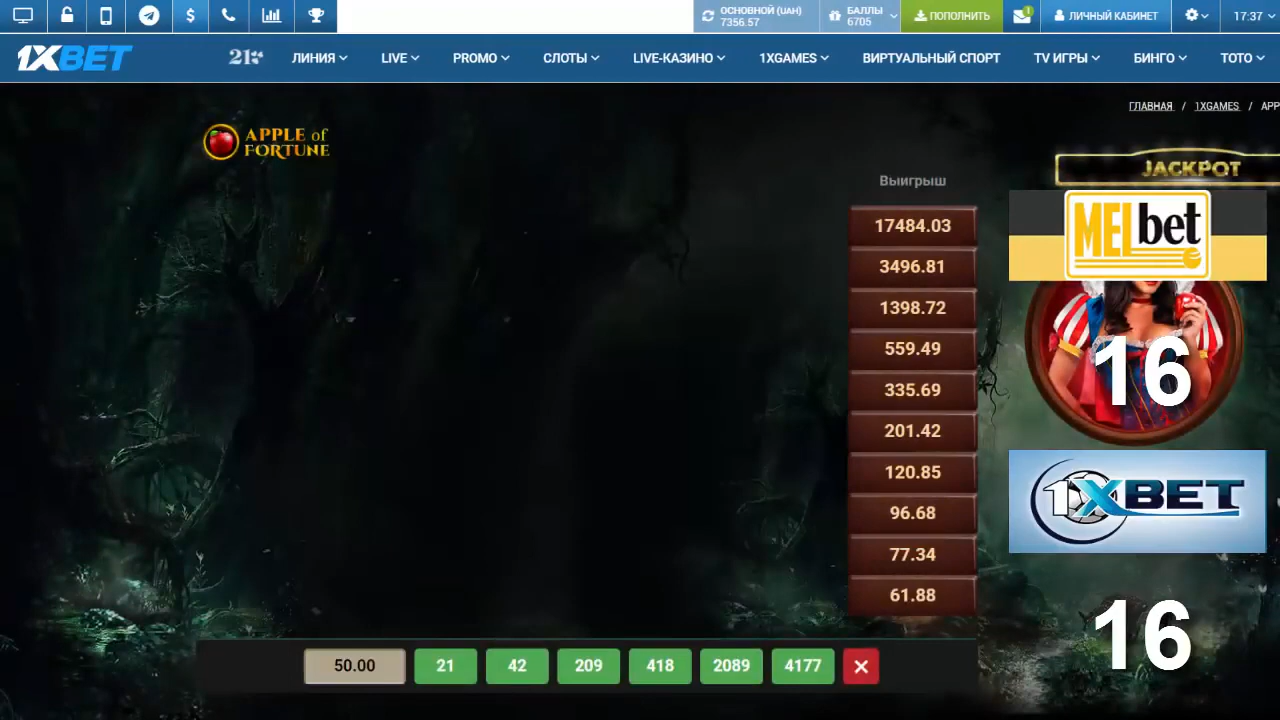 ОСНОВНОЙ (UAH)
7356.57
БАЛЛЫ
6705
ПОПОЛНИТЬ
1
ЛИЧНЫЙ КАБИНЕТ
17:37
1XBET
21
ЛИНИЯ
LIVE
PROMO
СЛОТЫ
LIVE-КАЗИНО
1XGAMES
ВИРТУАЛЬНЫЙ СПОРТ
TV ИГРЫ
БИНГО
ТОТО
ГЛАВНАЯ / 1XGAMES / APP
APPLE of
FORTUNE
JACKPOT
Выигрыш
17484.03
3496.81
1398.72
559.49
335.69
201.42
120.85
96.68
77.34
61.88
MELbet
16
1XBET
16
50.00
21
42
209
418
2089
4177